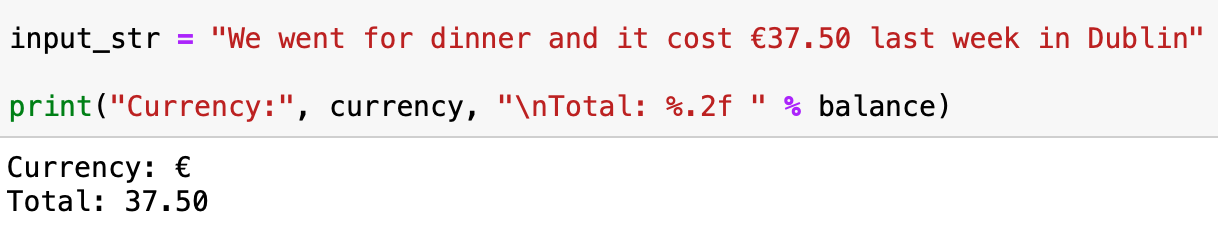 input_str = "We went for dinner and it cost €37.50 last week in Dublin"
print("Currency:", currency, "\nTotal: %.2f " % balance)
Currency: €
Total: 37.50